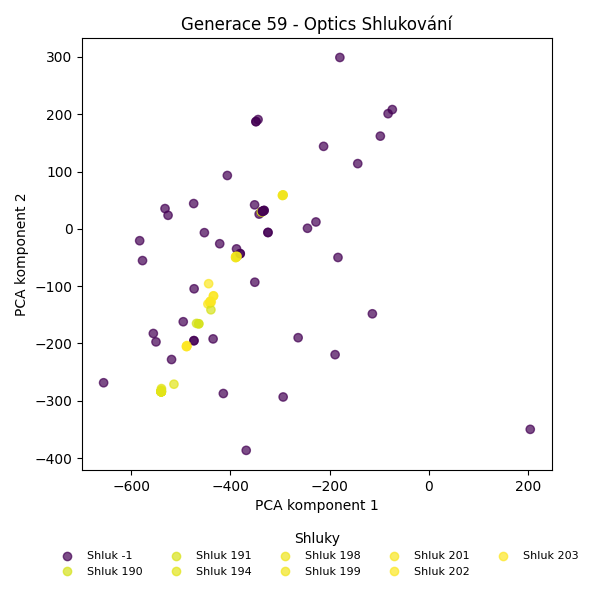 Generace 59 - Optics Shlukování
300
200
100
0
−100
−200
−300
−400
PCA komponent 2
−600
−400
−200
0
200
PCA komponent 1
Shluky
Shluk -1
Shluk 191
Shluk 198
Shluk 201
Shluk 203
Shluk 190
Shluk 194
Shluk 199
Shluk 202